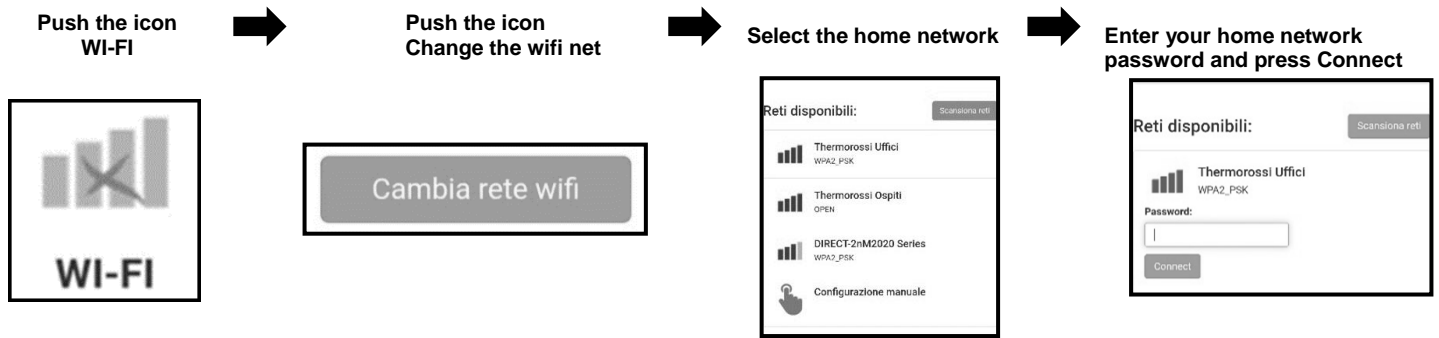 Push the icon
WI-FI
Push the icon
Change the wifi net
Select the home network
Enter your home network
password and press Connect
WI-FI
Cambia rete wifi
Reti disponibili:
Scansiona reti
Thermorossi Uffici
WPA2_PSK
Thermorossi Ospiti
OPEN
DIRECT-2nM2020 Series
WPA2_PSK
Configurazione manuale
Reti disponibili:
Scansiona reti
Thermorossi Uffici
WPA2_PSK
Password:
Connect